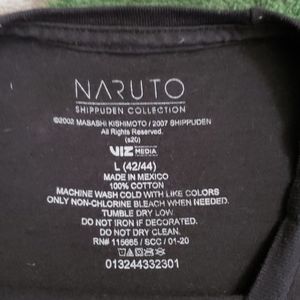 NARUTO
SHIPPUDEN COLLECTION
©2002 MASASHI KISHIMOTO / 2007 SHIPPUDEN
All Rights Reserved.
(s20)
VIZ MEDIA
L (42/44)
MADE IN MEXICO
100% COTTON
MACHINE WASH COLD WITH LIKE COLORS
ONLY NON-CHLORINE BLEACH WHEN NEEDED.
TUMBLE DRY LOW.
DO NOT IRON IF DECORATED.
DO NOT DRY CLEAN.
RN# 115665 / SCC / 01-20
013244332301